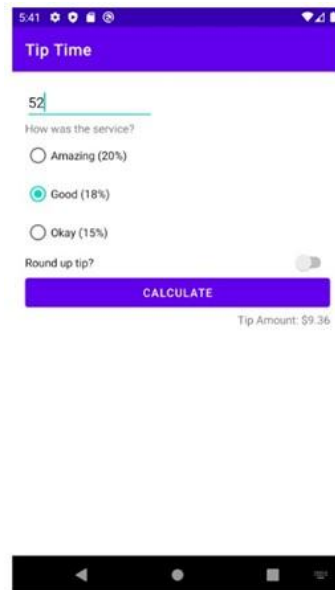 5:41
Tip Time
52
How was the service?
Amazing (20%)
Good (18%)
Okay (15%)
Round up tip?
CALCULATE
Tip Amount: $9.36